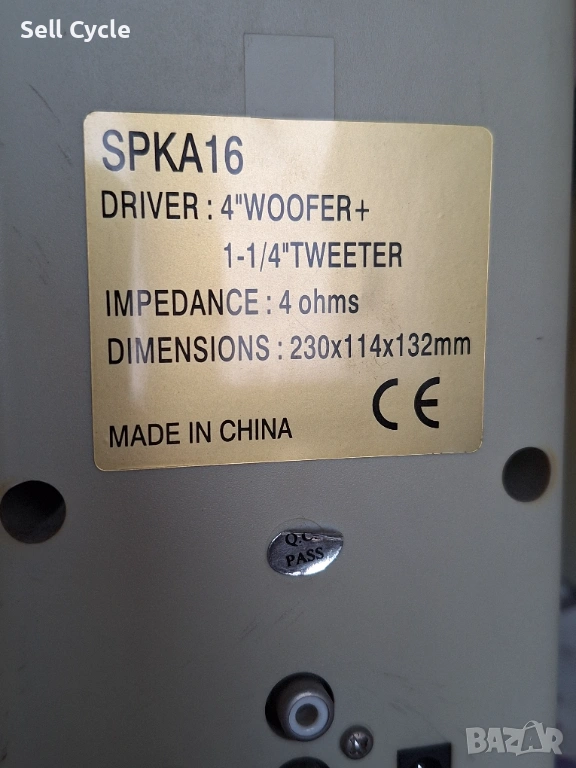 Sell Cycle
SPKA16
DRIVER : 4"WOOFER+
1-1/4"TWEETER
IMPEDANCE : 4 ohms
DIMENSIONS : 230x114x132mm
CE
MADE IN CHINA
Q.C.
PASS
BAZAR